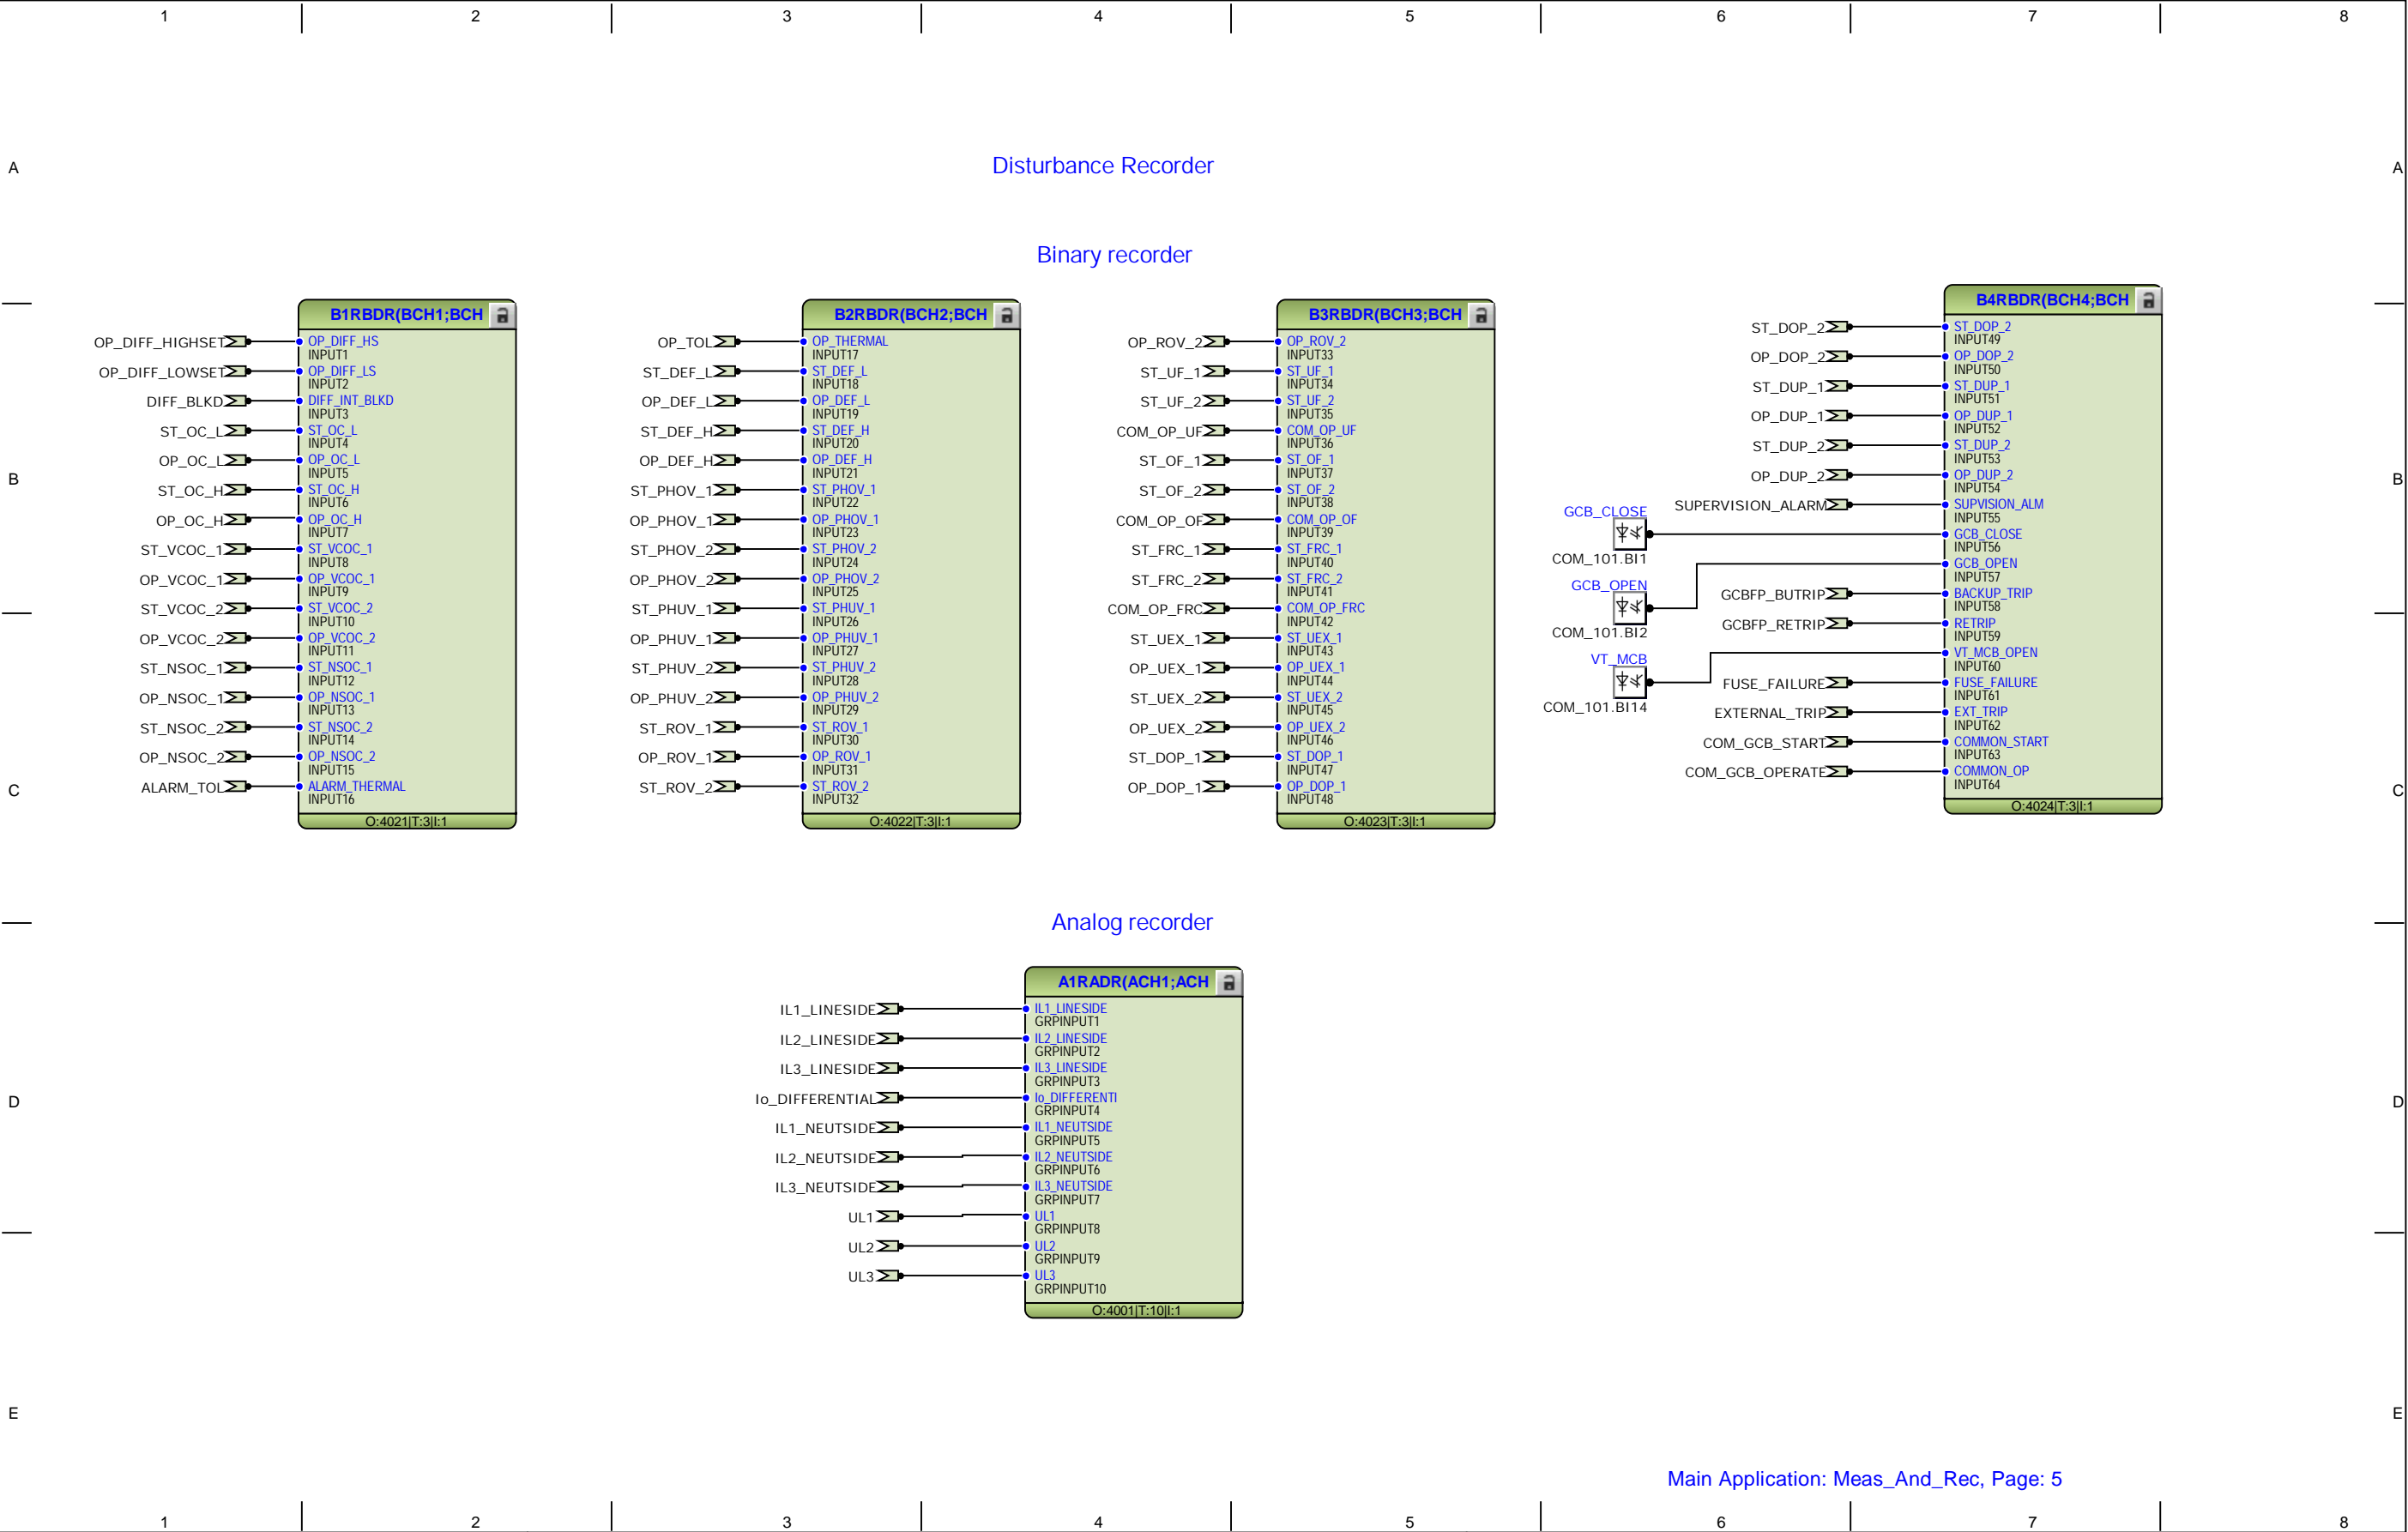 1 2 3 4 5 6 7 8
A A
Disturbance Recorder
Binary recorder
B1RBDR(BCH1;BCH
OP_DIFF_HIGHSET OP_DIFF_HS
INPUT1
OP_DIFF_LOWSET OP_DIFF_LS
INPUT2
DIFF_BLKD DIFF_INT_BLKD
INPUT3
ST_OC_L ST_OC_L
INPUT4
OP_OC_L OP_OC_L
INPUT5
ST_OC_H ST_OC_H
INPUT6
OP_OC_H OP_OC_H
INPUT7
ST_VCOC_1 ST_VCOC_1
INPUT8
OP_VCOC_1 OP_VCOC_1
INPUT9
ST_VCOC_2 ST_VCOC_2
INPUT10
OP_VCOC_2 OP_VCOC_2
INPUT11
ST_NSOC_1 ST_NSOC_1
INPUT12
OP_NSOC_1 OP_NSOC_1
INPUT13
ST_NSOC_2 ST_NSOC_2
INPUT14
OP_NSOC_2 OP_NSOC_2
INPUT15
ALARM_TOL ALARM_THERMAL
INPUT16
O:4021|T:3|I:1
B2RBDR(BCH2;BCH
OP_TOL OP_THERMAL
INPUT17
ST_DEF_L ST_DEF_L
INPUT18
OP_DEF_L OP_DEF_L
INPUT19
ST_DEF_H ST_DEF_H
INPUT20
OP_DEF_H OP_DEF_H
INPUT21
ST_PHOV_1 ST_PHOV_1
INPUT22
OP_PHOV_1 OP_PHOV_1
INPUT23
ST_PHOV_2 ST_PHOV_2
INPUT24
OP_PHOV_2 OP_PHOV_2
INPUT25
ST_PHUV_1 ST_PHUV_1
INPUT26
OP_PHUV_1 OP_PHUV_1
INPUT27
ST_PHUV_2 ST_PHUV_2
INPUT28
OP_PHUV_2 OP_PHUV_2
INPUT29
ST_ROV_1 ST_ROV_1
INPUT30
OP_ROV_1 OP_ROV_1
INPUT31
ST_ROV_2 ST_ROV_2
INPUT32
O:4022|T:3|I:1
B3RBDR(BCH3;BCH
OP_ROV_2 OP_ROV_2
INPUT33
ST_UF_1 ST_UF_1
INPUT34
ST_UF_2 ST_UF_2
INPUT35
COM_OP_UF COM_OP_UF
INPUT36
ST_OF_1 ST_OF_1
INPUT37
ST_OF_2 ST_OF_2
INPUT38
COM_OP_OF COM_OP_OF
INPUT39
ST_FRC_1 ST_FRC_1
INPUT40
ST_FRC_2 ST_FRC_2
INPUT41
COM_OP_FRC COM_OP_FRC
INPUT42
ST_UEX_1 ST_UEX_1
INPUT43
OP_UEX_1 OP_UEX_1
INPUT44
ST_UEX_2 ST_UEX_2
INPUT45
OP_UEX_2 OP_UEX_2
INPUT46
ST_DOP_1 ST_DOP_1
INPUT47
OP_DOP_1 OP_DOP_1
INPUT48
O:4023|T:3|I:1
B4RBDR(BCH4;BCH
ST_DOP_2 ST_DOP_2
INPUT49
OP_DOP_2 OP_DOP_2
INPUT50
ST_DUP_1 ST_DUP_1
INPUT51
OP_DUP_1 OP_DUP_1
INPUT52
ST_DUP_2 ST_DUP_2
INPUT53
OP_DUP_2 OP_DUP_2
INPUT54
SUPERVISION_ALARM SUPVISION_ALM
INPUT55
GCB_CLOSE
COM_101.BI1
GCB_CLOSE
INPUT56
GCB_OPEN
COM_101.BI2
GCB_OPEN
INPUT57
GCBFP_BUTRIP BACKUP_TRIP
INPUT58
GCBFP_RETRIP RETRIP
INPUT59
VT_MCB
COM_101.BI14
VT_MCB_OPEN
INPUT60
FUSE_FAILURE FUSE_FAILURE
INPUT61
EXTERNAL_TRIP EXT_TRIP
INPUT62
COM_GCB_START COMMON_START
INPUT63
COM_GCB_OPERATE COMMON_OP
INPUT64
O:4024|T:3|I:1
B B
C C
Analog recorder
A1RADR(ACH1;ACH
IL1_LINESIDE IL1_LINESIDE
GRPINPUT1
IL2_LINESIDE IL2_LINESIDE
GRPINPUT2
IL3_LINESIDE IL3_LINESIDE
GRPINPUT3
Io_DIFFERENTIAL Io_DIFFERENTI
GRPINPUT4
IL1_NEUTSIDE IL1_NEUTSIDE
GRPINPUT5
IL2_NEUTSIDE IL2_NEUTSIDE
GRPINPUT6
IL3_NEUTSIDE IL3_NEUTSIDE
GRPINPUT7
UL1 UL1
GRPINPUT8
UL2 UL2
GRPINPUT9
UL3 UL3
GRPINPUT10
O:4001|T:10|I:1
D D
E E
Main Application: Meas_And_Rec, Page: 5
1 2 3 4 5 6 7 8